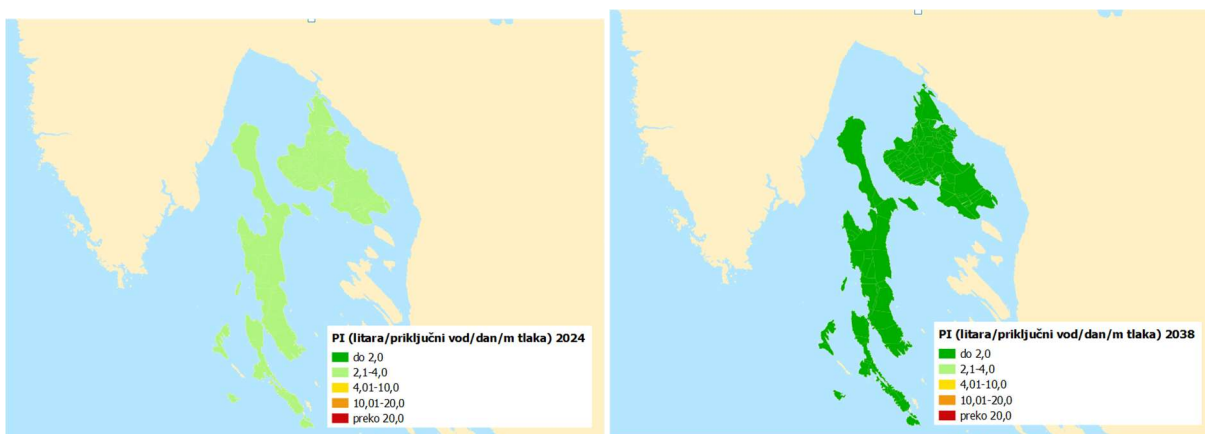 PI (litara/priključni vod/dan/m tlaka) 2024
do 2,0
2,1-4,0
4,01-10,0
10,01-20,0
preko 20,0
PI (litara/priključni vod/dan/m tlaka) 2038
do 2,0
2,1-4,0
4,01-10,0
10,01-20,0
preko 20,0